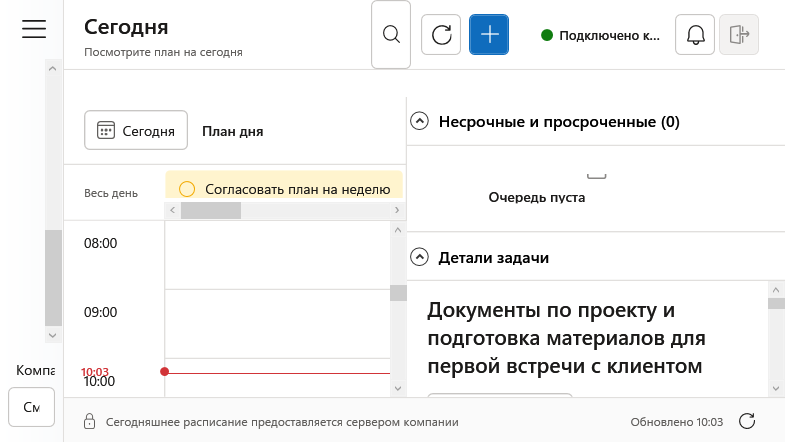 Сегодня
Посмотрите план на сегодня
Подключено к...
Сегодня
План дня
Несрочные и просроченные (0)
Весь день
Согласовать план на неделю
Очередь пуста
08:00
09:00
10:03
10:00
Детали задачи
Документы по проекту и
подготовка материалов для
первой встречи с клиентом
Сегодняшнее расписание предоставляется сервером компании
Обновлено 10:03